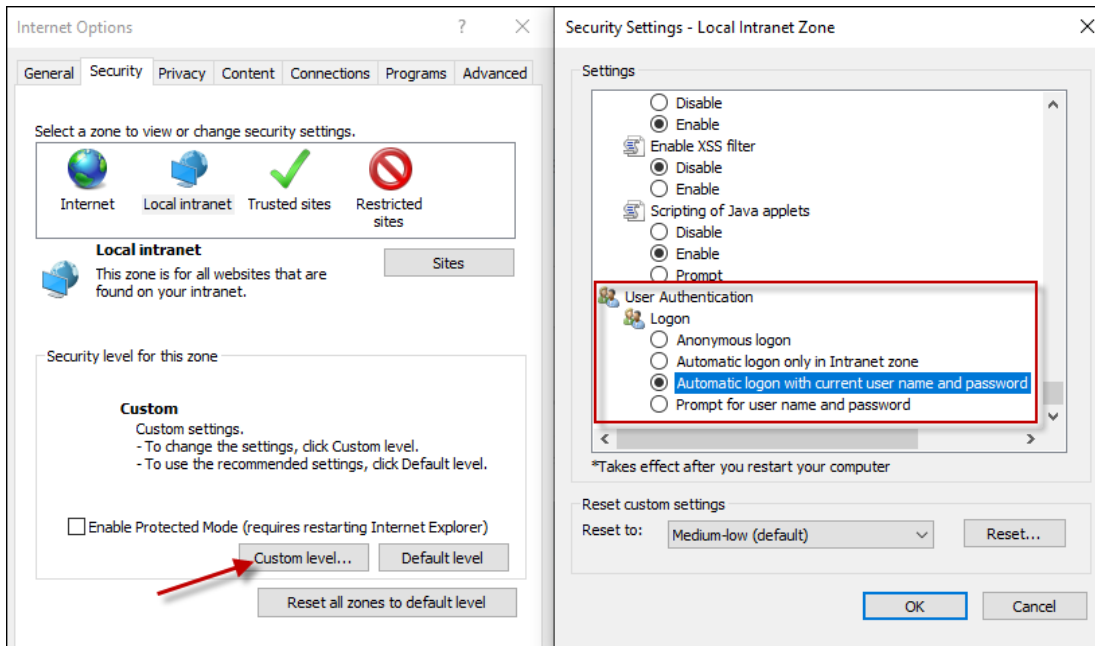 Internet Options
?
General Security Privacy Content Connections Programs Advanced
Select a zone to view or change security settings.
Internet Local intranet Trusted sites Restricted
sites
Local intranet
This zone is for all websites that are
found on your intranet.
Sites
Security level for this zone
Custom
Custom settings.
- To change the settings, click Custom level.
- To use the recommended settings, click Default level.
Enable Protected Mode (requires restarting Internet Explorer)
Custom level... Default level
Reset all zones to default level
Security Settings - Local Intranet Zone
Settings
Disable
Enable
Enable XSS filter
Disable
Enable
Scripting of Java applets
Disable
Enable
Prompt
User Authentication
Logon
Anonymous logon
Automatic logon only in Intranet zone
Automatic logon with current user name and password
Prompt for user name and password
*Takes effect after you restart your computer
Reset custom settings
Reset to: Medium-low (default) Reset...
OK Cancel